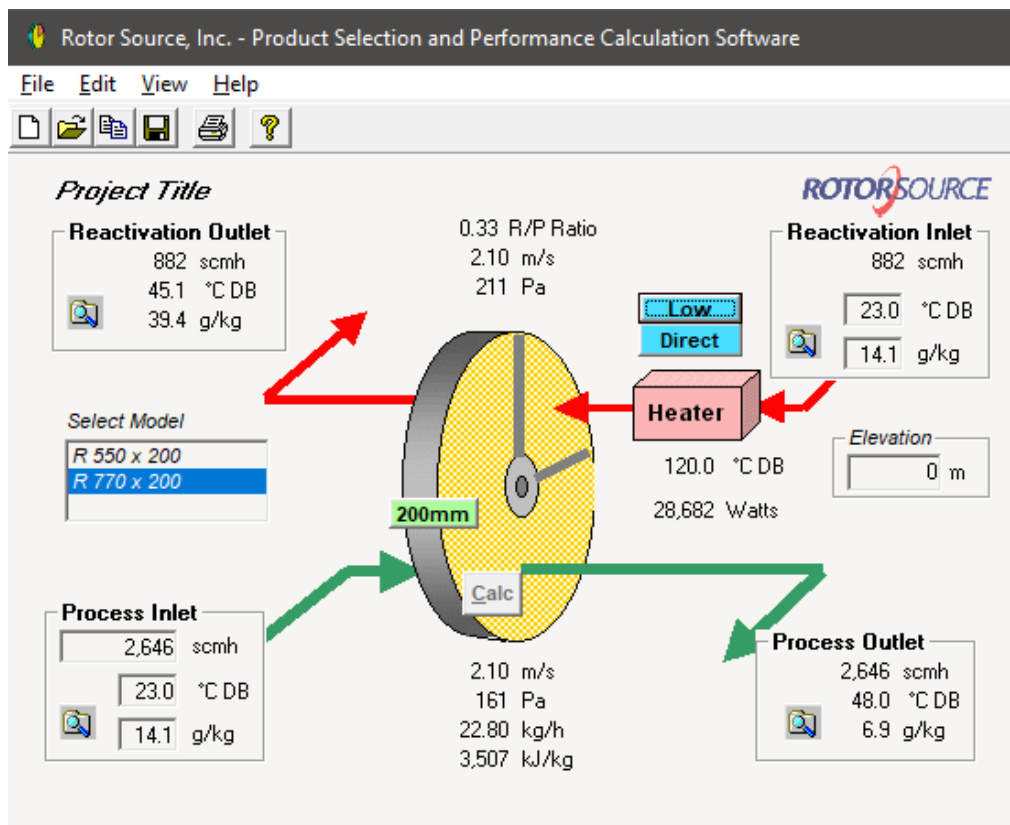 Rotor Source, Inc. - Product Selection and Performance Calculation Software
File Edit View Help
Project Title
ROTORSOURCE
Reactivation Outlet
882 scmh
45.1 °C DB
39.4 g/kg
0.33 R/P Ratio
2.10 m/s
211 Pa
Low
Direct
Reactivation Inlet
882 scmh
23.0 °C DB
14.1 g/kg
Heater
120.0 °C DB
28,682 Watts
Elevation
0 m
Select Model
R 550 x 200
R 770 x 200
200mm
Calc
Process Inlet
2,646 scmh
23.0 °C DB
14.1 g/kg
2.10 m/s
161 Pa
22.80 kg/h
3,507 kJ/kg
Process Outlet
2,646 scmh
48.0 °C DB
6.9 g/kg